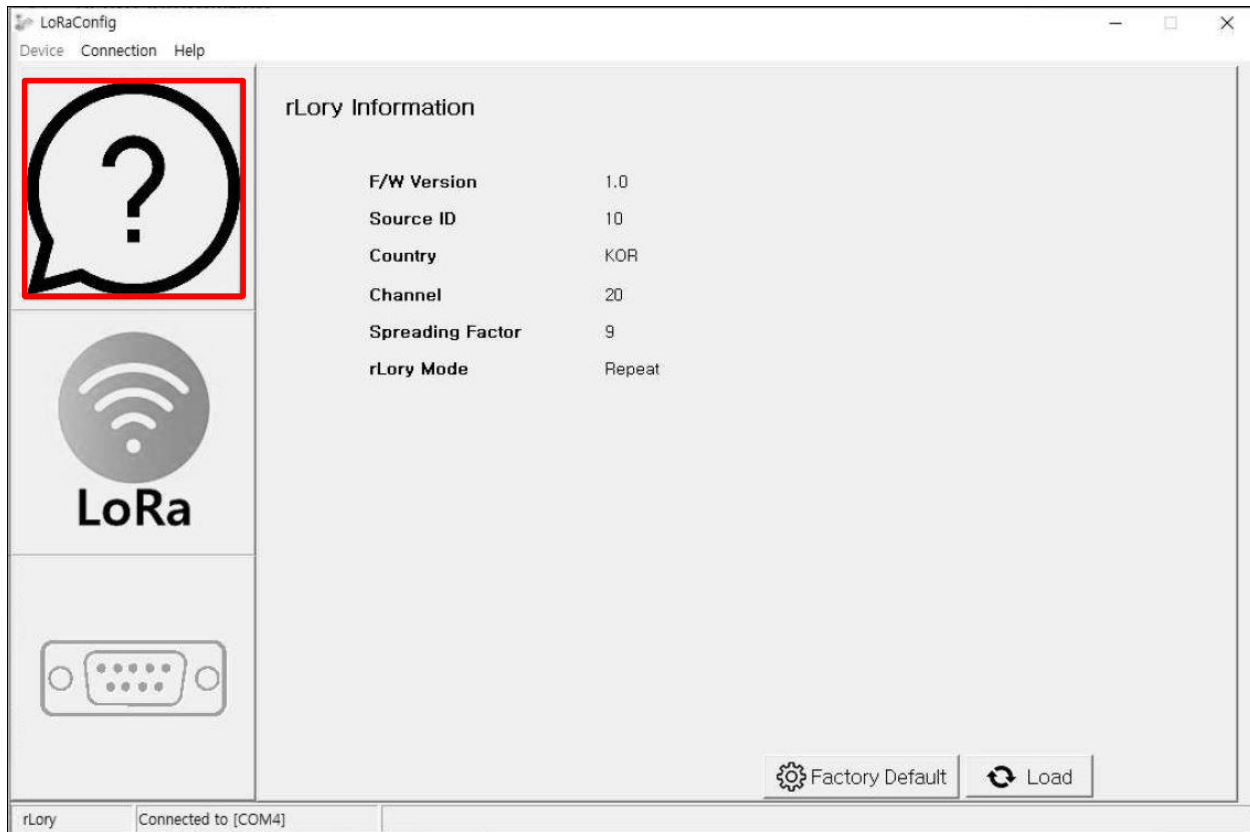 LoRaConfig
Device Connection Help
?
rLory Information
F/W Version 1.0
Source ID 10
Country KOR
Channel 20
Spreading Factor 9
rLory Mode Repeat
LoRa
Factory Default Load
rLory Connected to [COM4]